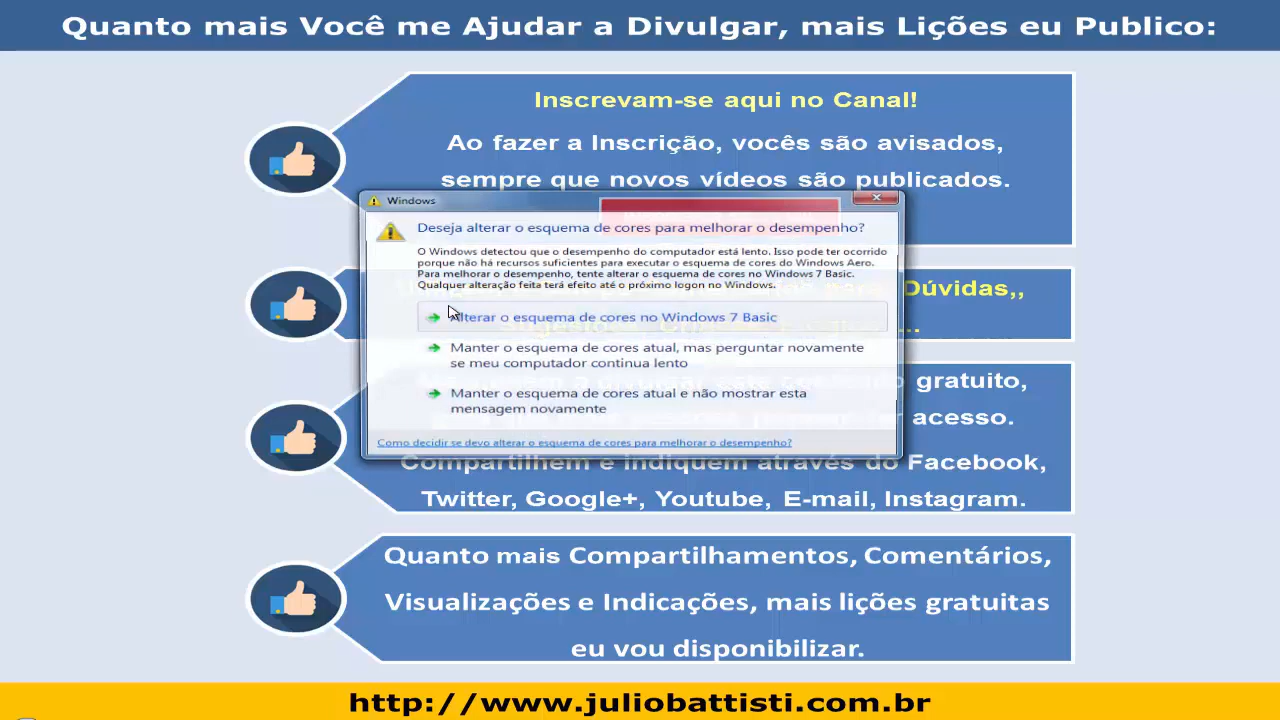 Quanto mais Você me Ajudar a Divulgar, mais Lições eu Publico:
Inscrevam-se aqui no Canal!
Ao fazer a Inscrição, vocês são avisados,
sempre que novos vídeos são publicados.
Windows
Deseja alterar o esquema de cores para melhorar o desempenho?
O Windows detectou que o desempenho do computador está lento. Isso pode ter ocorrido
porque não há recursos suficientes para executar o esquema de cores do Windows Aero.
Para melhorar o desempenho, tente alterar o esquema de cores no Windows 7 Basic.
Qualquer alteração feita terá efeito até o próximo logon no Windows.
Dúvidas,,
Alterar o esquema de cores no Windows 7 Basic
Manter o esquema de cores atual, mas perguntar novamente
se meu computador continua lento
gratuito,
Manter o esquema de cores atual e não mostrar esta
mensagem novamente
acesso.
Como decidir se devo alterar o esquema de cores para melhorar o desempenho?
Compartilhem e indiquem através do Facebook,
Twitter, Google+, Youtube, E-mail, Instagram.
Quanto mais Compartilhamentos, Comentários,
Visualizações e Indicações, mais lições gratuitas
eu vou disponibilizar.
http://www.juliobattisti.com.br